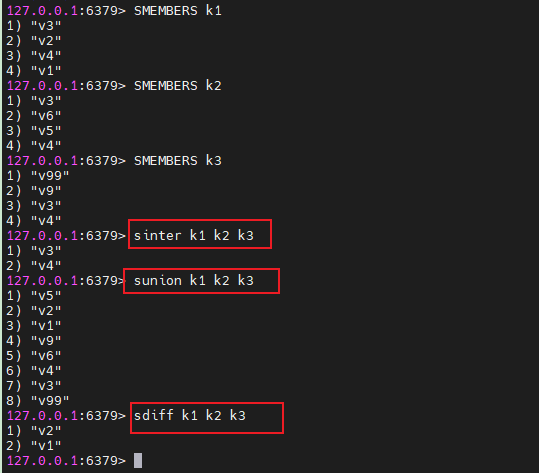 127.0.0.1:6379> SMEMBERS k1
1) "v3"
2) "v2"
3) "v4"
4) "v1"
127.0.0.1:6379> SMEMBERS k2
1) "v3"
2) "v6"
3) "v5"
4) "v4"
127.0.0.1:6379> SMEMBERS k3
1) "v99"
2) "v9"
3) "v3"
4) "v4"
127.0.0.1:6379> sinter k1 k2 k3
1) "v3"
2) "v4"
127.0.0.1:6379> sunion k1 k2 k3
1) "v5"
2) "v2"
3) "v1"
4) "v9"
5) "v6"
6) "v4"
7) "v3"
8) "v99"
127.0.0.1:6379> sdiff k1 k2 k3
1) "v2"
2) "v1"
127.0.0.1:6379>